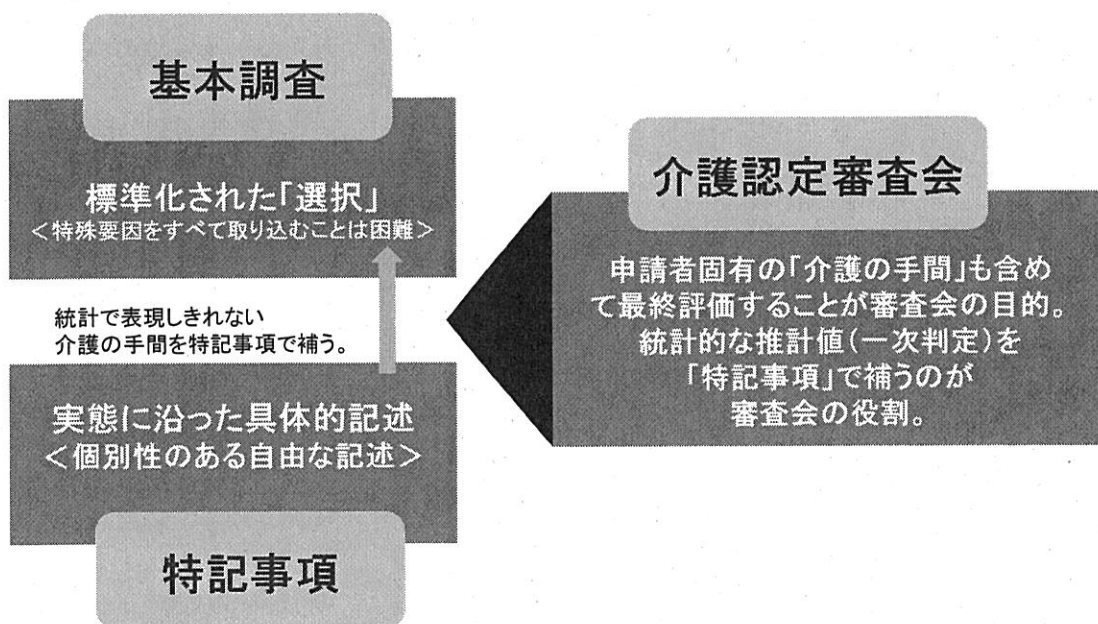 基本調査
標準化された「選択」
＜特殊要因をすべて取り込むことは困難＞
統計で表現しきれない
介護の手間を特記事項で補う。
実態に沿った具体的記述
＜個別性のある自由な記述＞
特記事項
介護認定審査会
申請者固有の「介護の手間」も含め
て最終評価することが審査会の目的。
統計的な推計値(一次判定)を
「特記事項」で補うのが
審査会の役割。